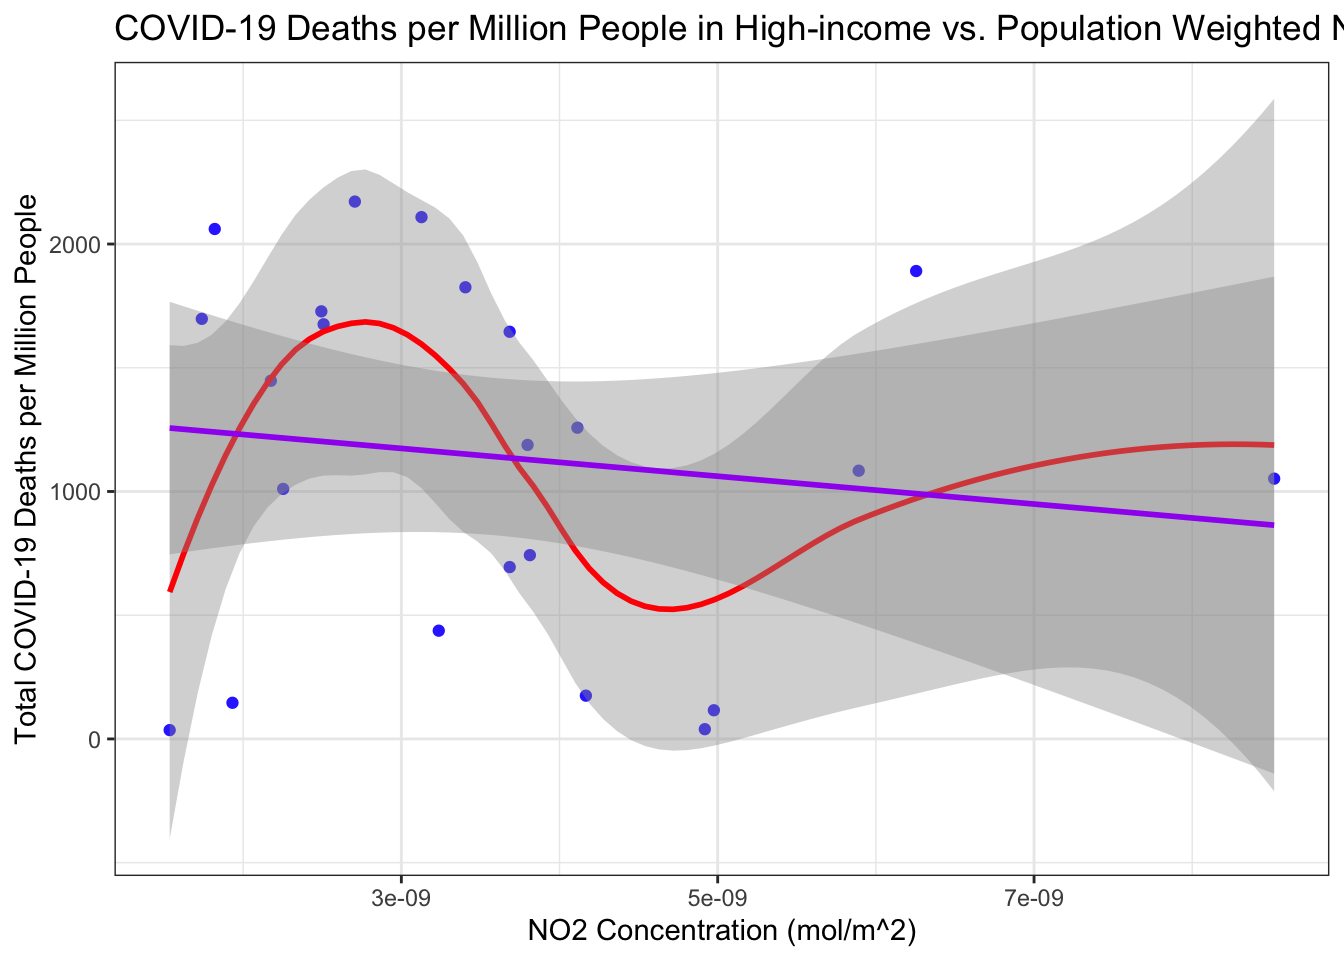 COVID-19 Deaths per Million People in High-income vs. Population Weighted
Total COVID-19 Deaths per Million People
2000
1000
0
3e-09
5e-09
7e-09
NO2 Concentration (mol/m^2)